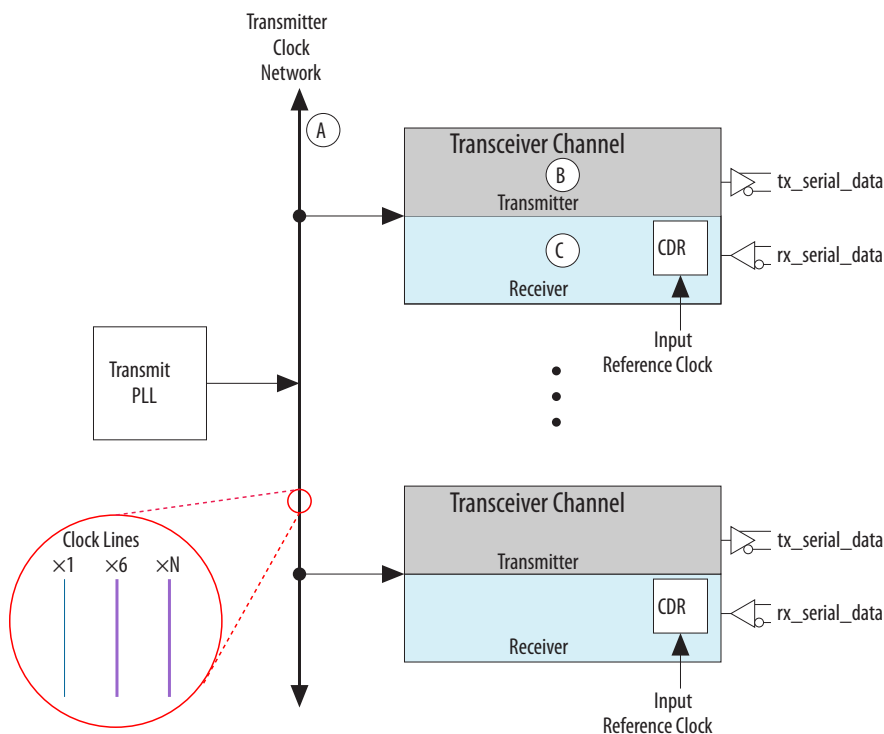 Transmitter
Clock
Network
A
Transceiver Channel
B
Transmitter
tx_serial_data
C
CDR
rx_serial_data
Receiver
Input
Reference Clock
Transmit
PLL
Transceiver Channel
Transmitter
tx_serial_data
Clock Lines
×1 ×6 ×N
CDR
rx_serial_data
Receiver
Input
Reference Clock